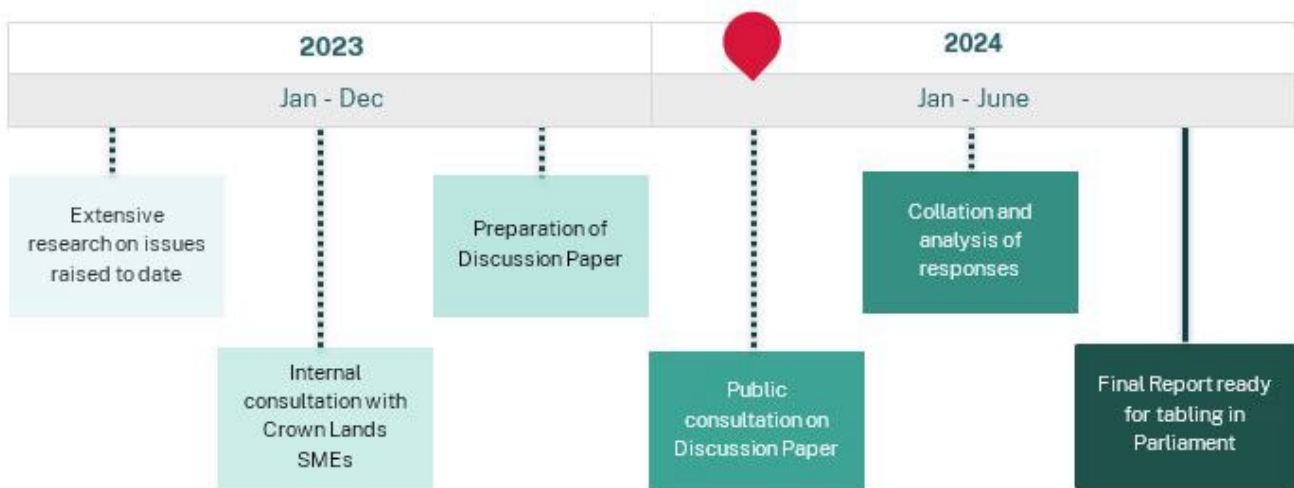 2023
2024
Jan - Dec
Jan - June
Extensive
research on issues
raised to date
Internal
consultation with
Crown Lands
SMEs
Preparation of
Discussion Paper
Public
consultation on
Discussion Paper
Collation and
analysis of
responses
Final Report ready
for tabling in
Parliament